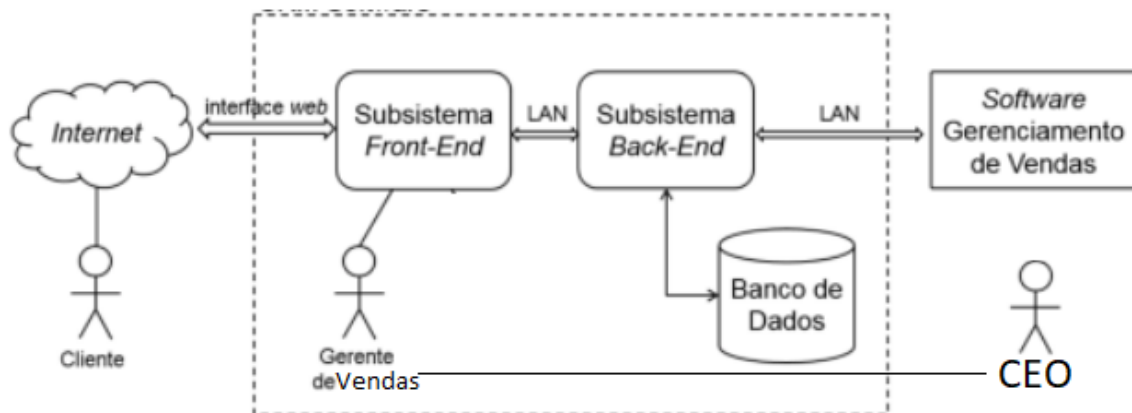 interface web
Internet
Subsistema
Front-End
LAN
Subsistema
Back-End
LAN
Software
Gerenciamento
de Vendas
Cliente
Gerente
deVendas
Banco de
Dados
CEO